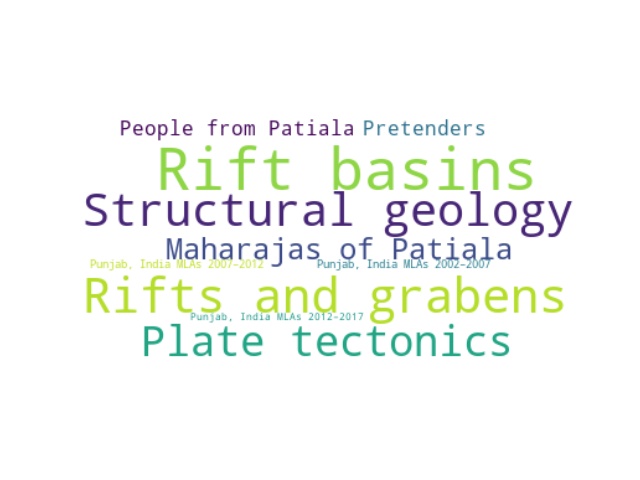 People from Patiala Pretenders
Rift basins
Structural geology
Maharajas of Patiala
Punjab, India MLAs 2007–2012 Punjab, India MLAs 2002–2007
Rifts and grabens
Punjab, India MLAs 2012–2017
Plate tectonics